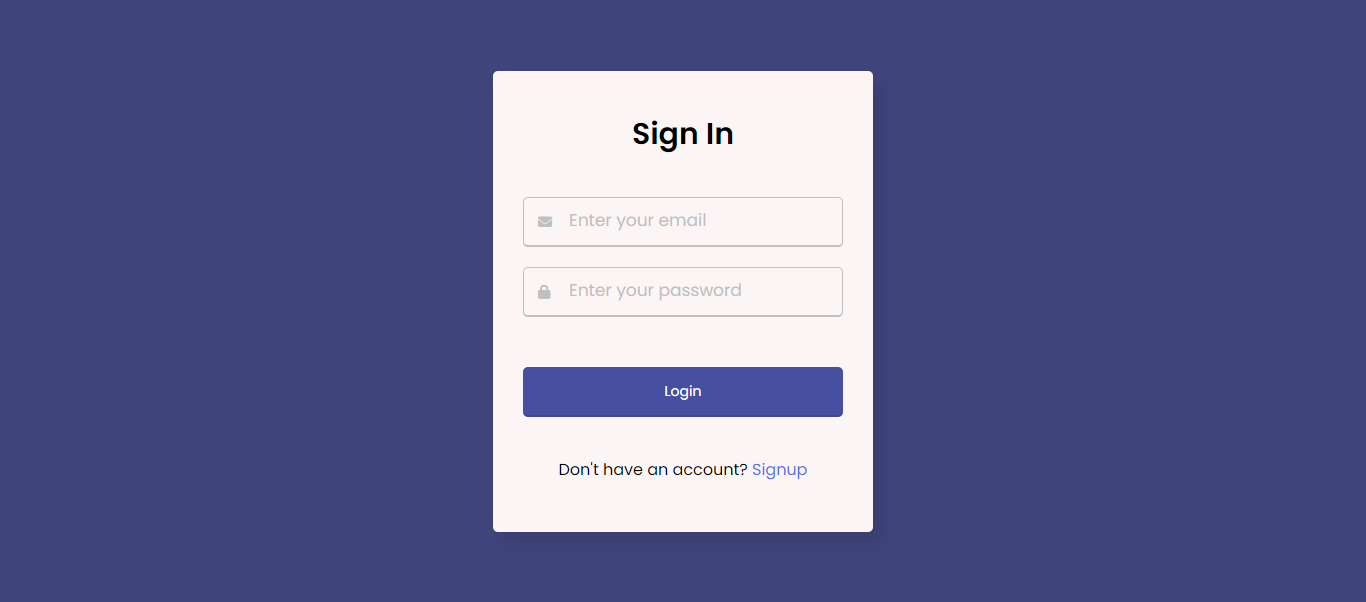 Sign In
Enter your email
Enter your password
Login
Don't have an account? Signup